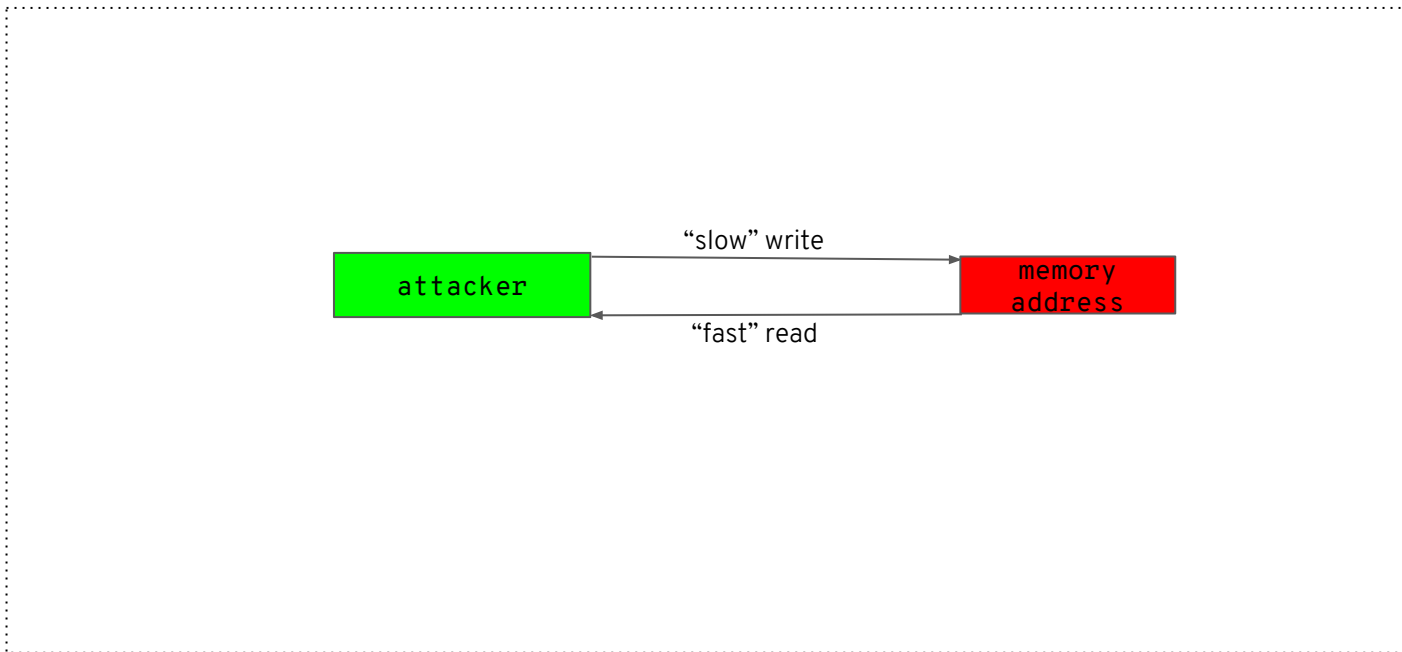 “slow” write
attacker
memory
address
“fast” read